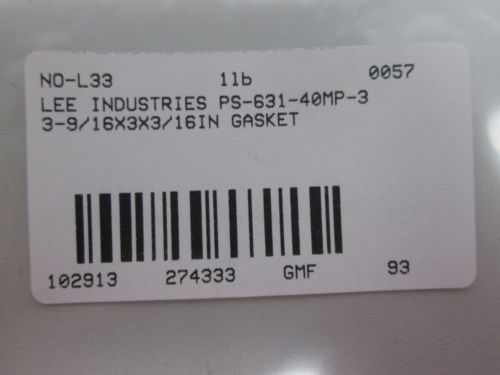 NO-L33 1lb 0057
LEE INDUSTRIES PS-631-40MP-3
3-9/16X3X3/16IN GASKET
102913 274333 GMF 93